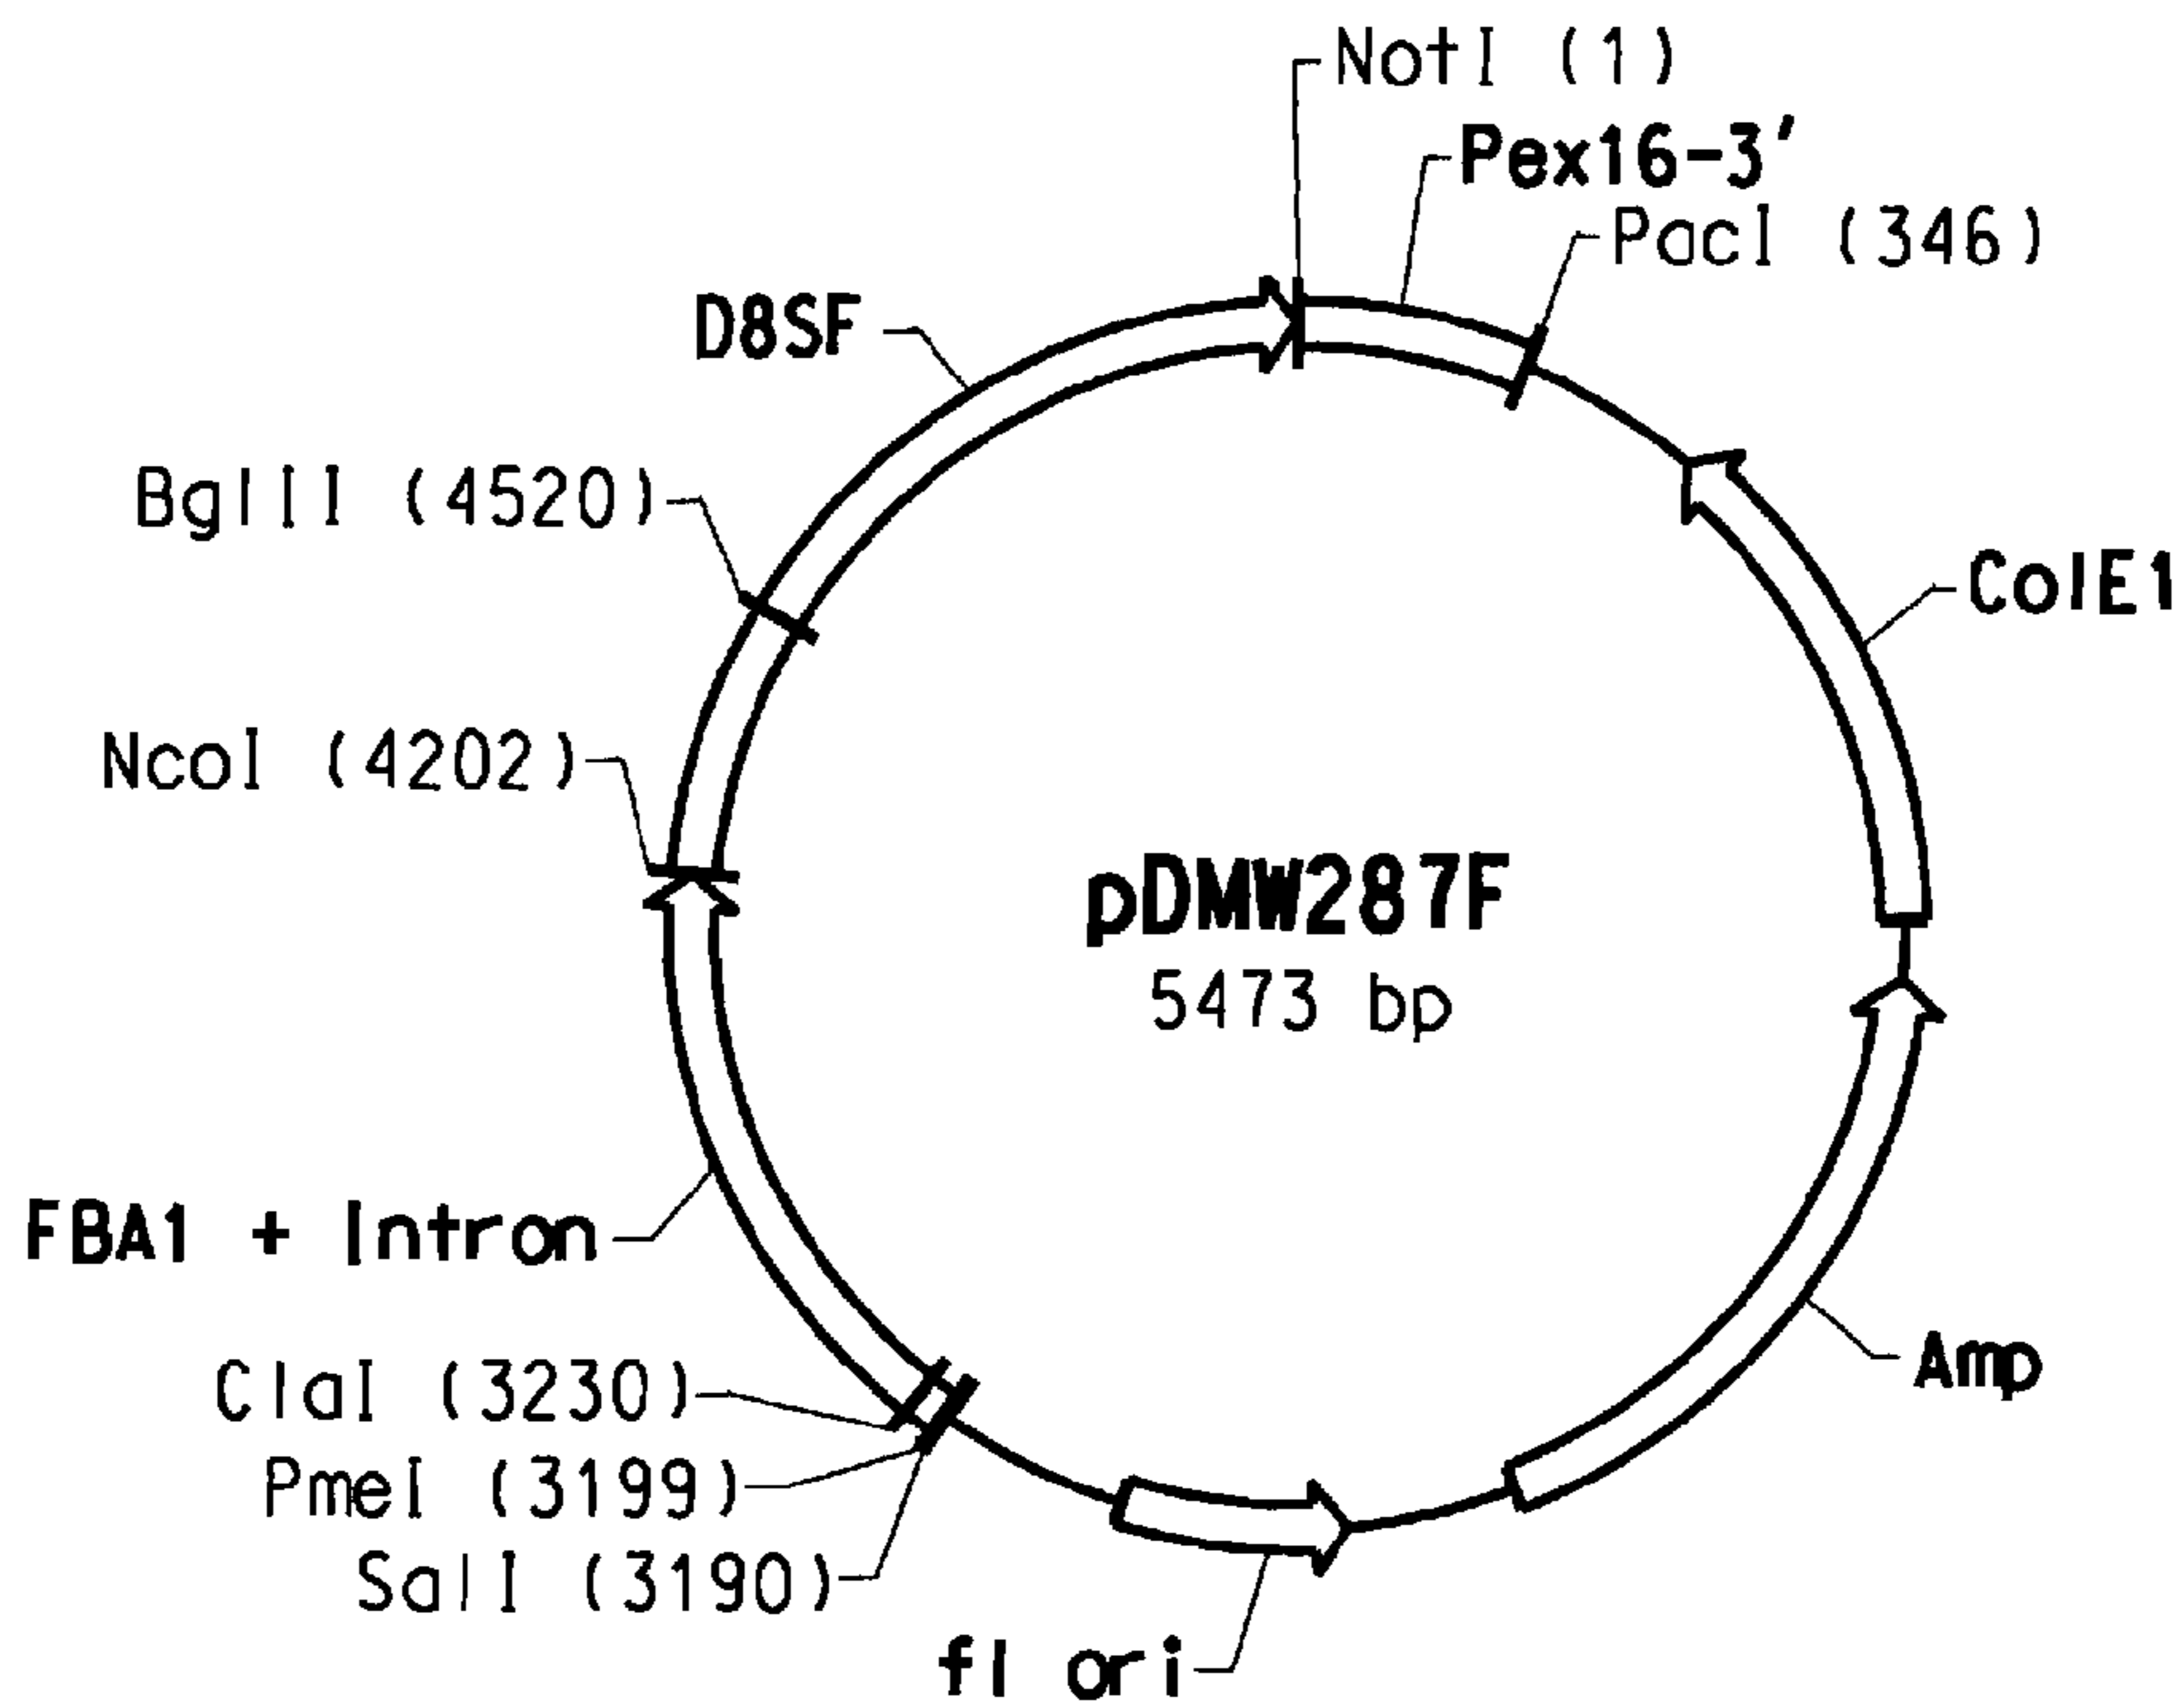 NotI (1)
Pex16-3'
PacI (346)
D8SF
BglII (4520)
ColE1
NcoI (4202)
pDMW287F
5473 bp
FBA1 + Intron
Amp
ClaI (3230)
PmeI (3199)
SalI (3190)
f1 ori